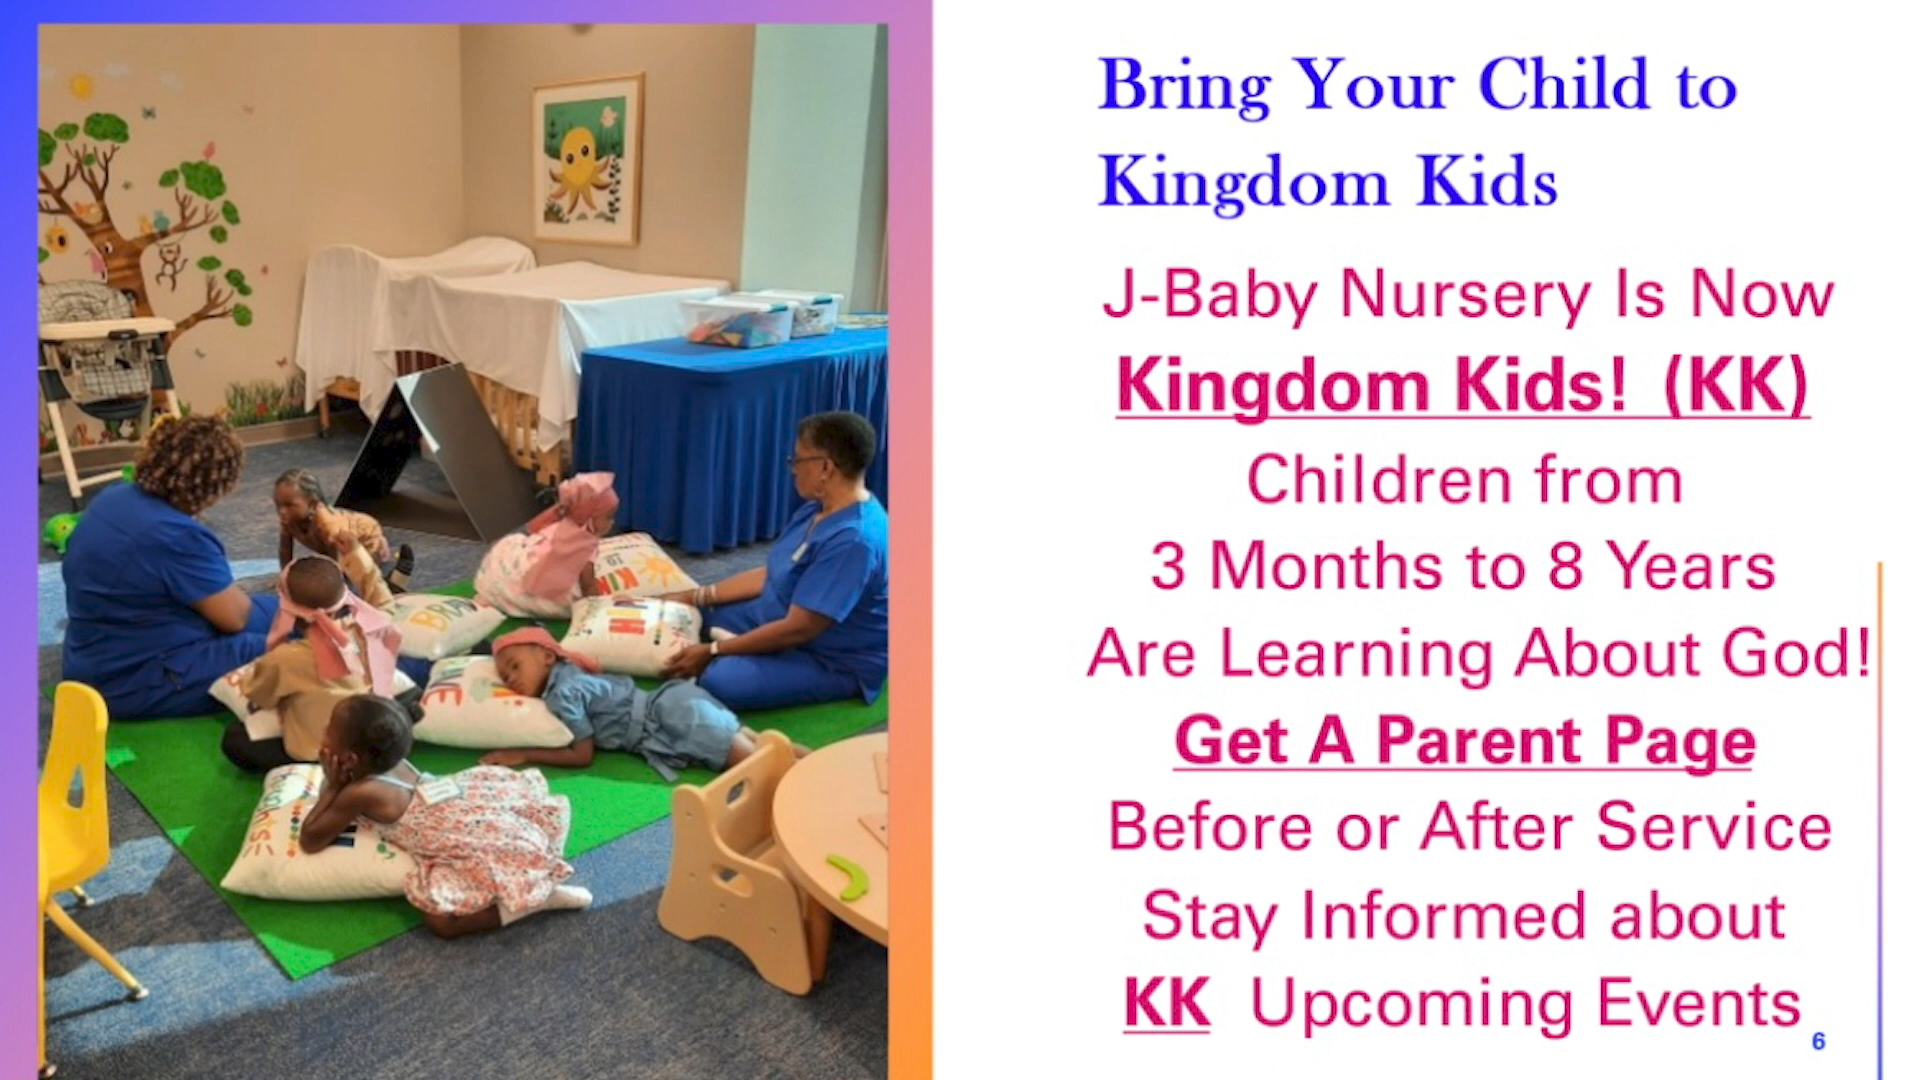 Bring Your Child to
Kingdom Kids
J-Baby Nursery Is Now
Kingdom Kids! (KK)
Children from
3 Months to 8 Years
Are Learning About God!
Get A Parent Page
Before or After Service
Stay Informed about
KK Upcoming Events
6